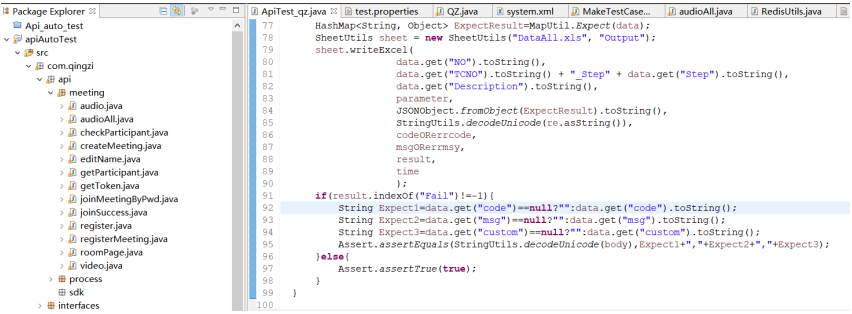 Package Explorer
Api_auto_test
apiAutoTest
src
com.qingzi
api
meeting
audio.java
audioAll.java
checkParticipant.java
createMeeting.java
editName.java
getParticipant.java
getToken.java
joinMeetingByPwd.java
joinSuccess.java
register.java
registerMeeting.java
roomPage.java
video.java
process
sdk
interfaces
ApiTest_qz.java test.properties QZ.java system.xml MakeTestCase... audioAll.java RedisUtils.java
77 HashMap<String, Object> ExpectResult=MapUtil.Expect(data);
78 SheetUtils sheet = new SheetUtils("DataAll.xls", "Output");
79 sheet.writeExcel(
80 data.get("NO").toString(),
81 data.get("TCNO").toString() + "_Step" + data.get("Step").toString(),
82 data.get("Description").toString(),
83 parameter,
84 JSONObject.fromObject(ExpectResult).toString(),
85 StringUtils.decodeUnicode(re.asString()),
86 codeORerrcode,
87 msgORerrmsy,
88 result,
89 time
90 );
91 if(result.indexOf("Fail")!=-1){
92 String Expect1=data.get("code")==null?"":data.get("code").toString();
93 String Expect2=data.get("msg")==null?"":data.get("msg").toString();
94 String Expect3=data.get("custom")==null?"":data.get("custom").toString();
95 Assert.assertEquals(StringUtils.decodeUnicode(body),Expect1+","+Expect2+","+Expect3);
96 }else{
97 Assert.assertTrue(true);
98 }
99 }
100